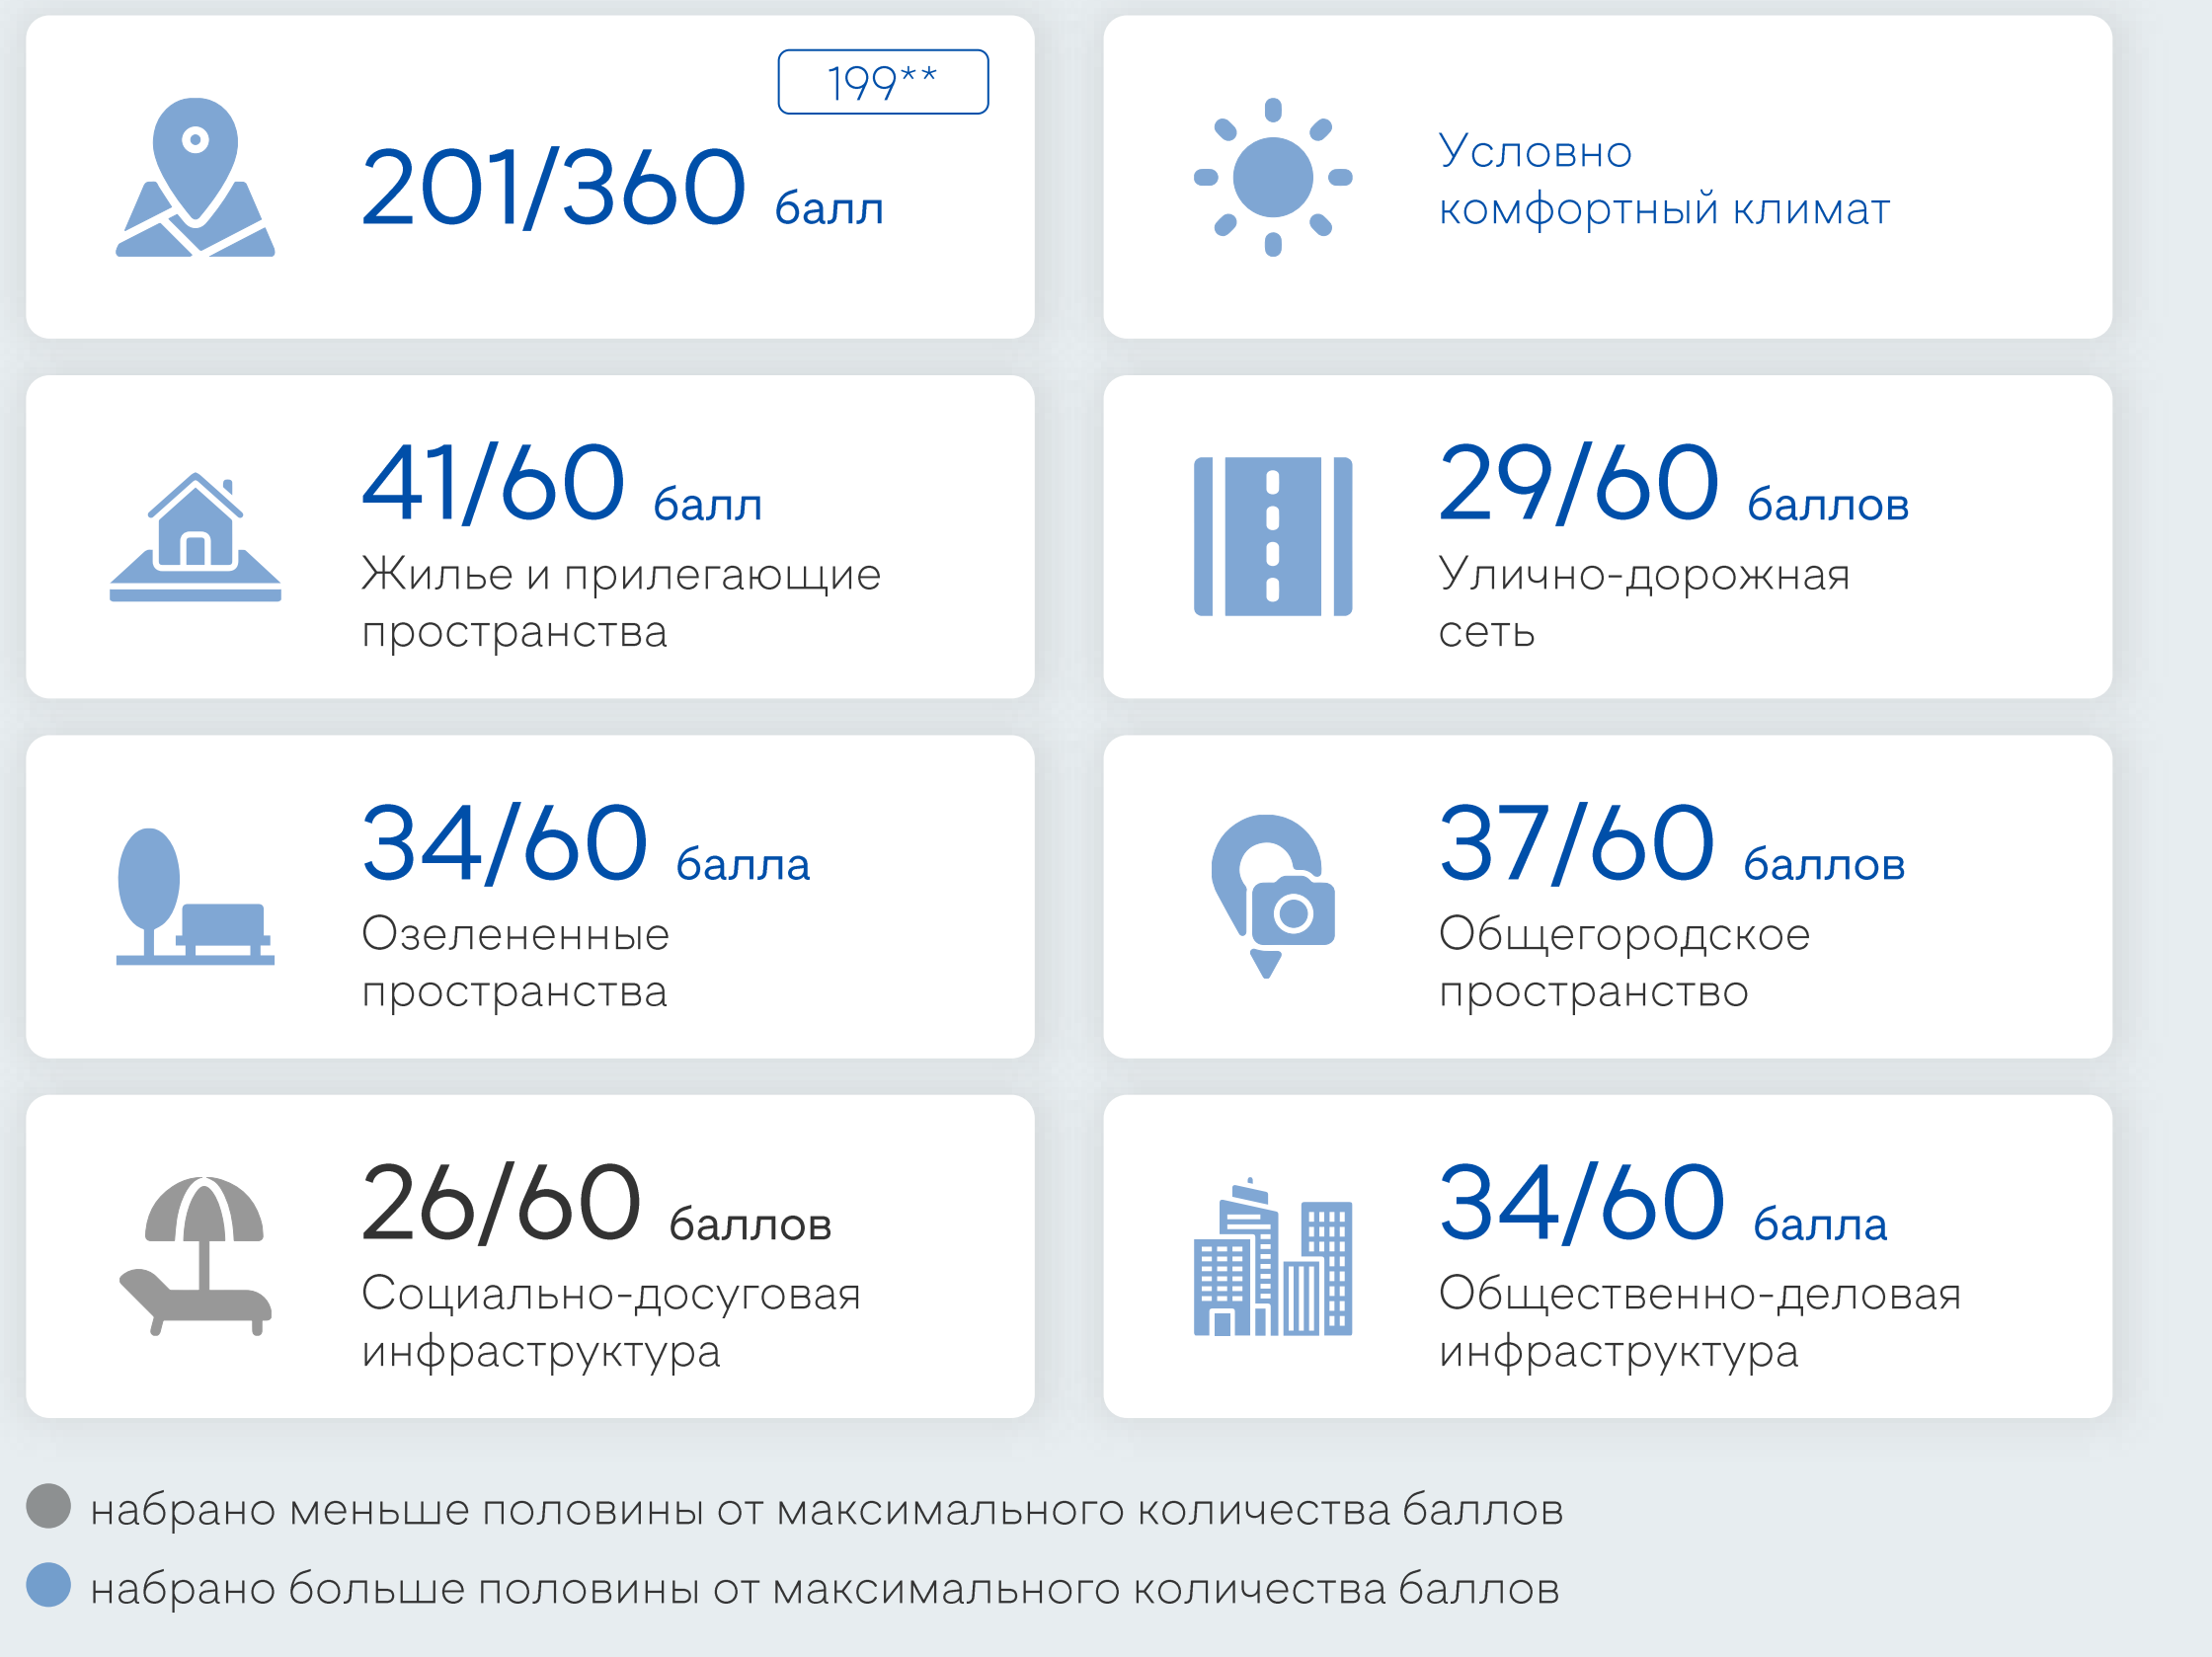 199**
201/360 балл
Условно
комфортный климат
41/60 балл
Жилье и прилегающие
пространства
29/60 баллов
Улично-дорожная
сеть
34/60 балла
Озелененные
пространства
37/60 баллов
Общегородское
пространство
26/60 баллов
Социально-досуговая
инфраструктура
34/60 балла
Общественно-деловая
инфраструктура
набрано меньше половины от максимального количества баллов
набрано больше половины от максимального количества баллов